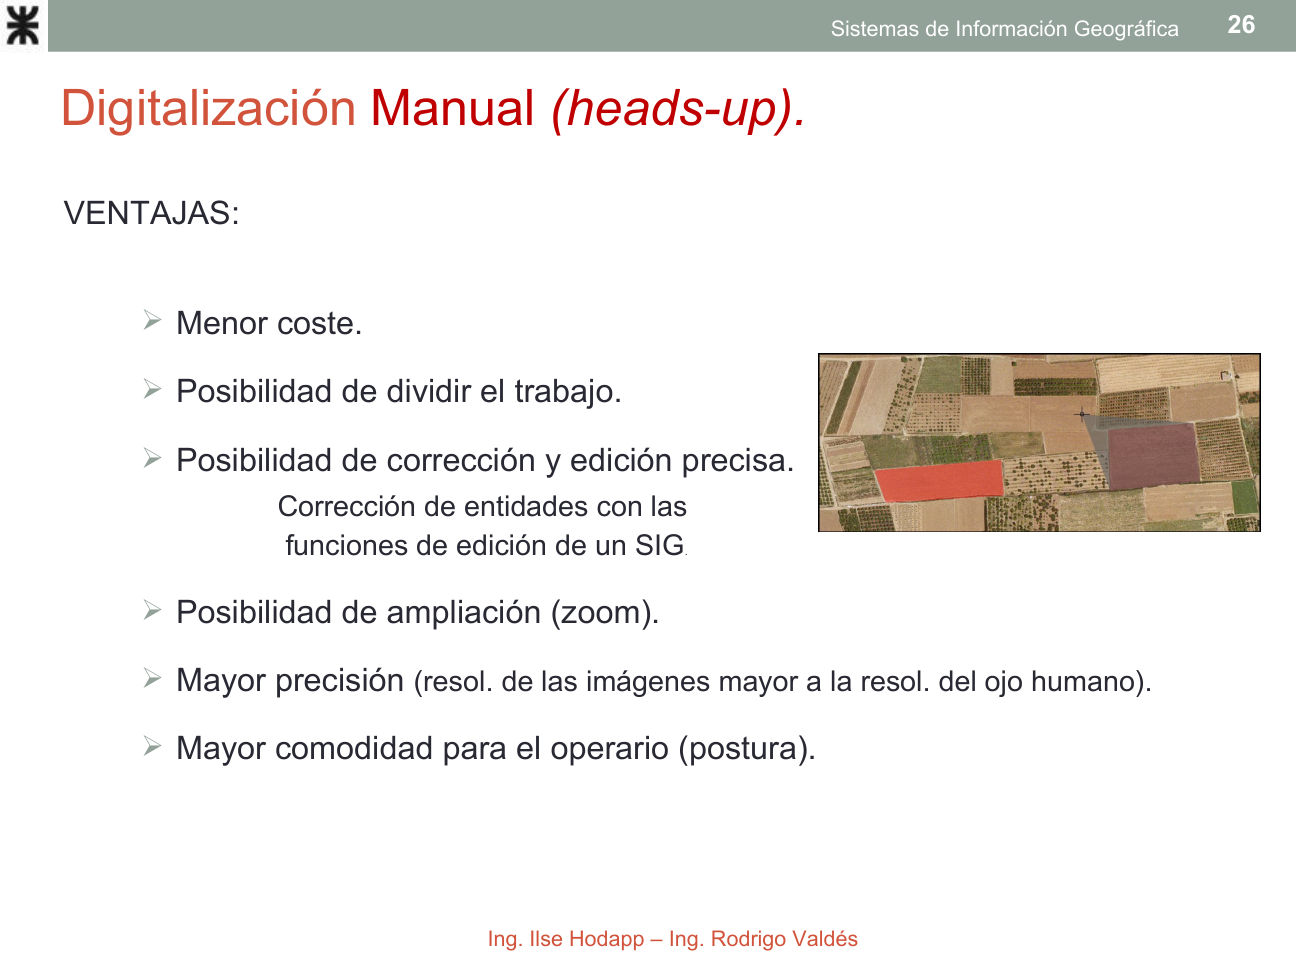 Sistemas de Información Geográfica 26
Digitalización Manual (heads-up).
VENTAJAS:
Menor coste.
Posibilidad de dividir el trabajo.
Posibilidad de corrección y edición precisa.
Corrección de entidades con las
funciones de edición de un SIG.
Posibilidad de ampliación (zoom).
Mayor precisión (resol. de las imágenes mayor a la resol. del ojo humano).
Mayor comodidad para el operario (postura).
Ing. Ilse Hodapp – Ing. Rodrigo Valdés